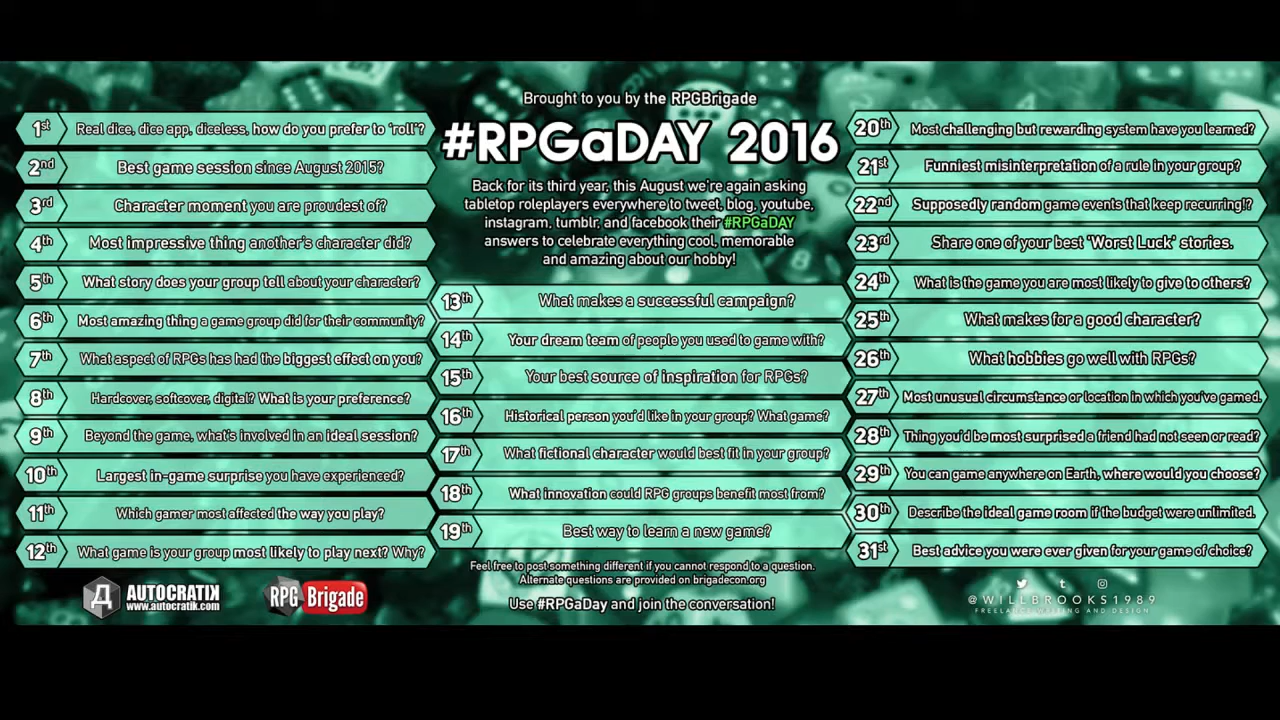 Brought to you by the RPGBrigade
#RPGaDAY 2016
Back for its third year, this August we're again asking
tabletop roleplayers everywhere to tweet, blog, youtube,
instagram, tumblr, and facebook their #RPGaDAY
answers to celebrate everything cool, memorable
and amazing about our hobby!
1st Real dice, dice app, diceless, how do you prefer to 'roll'?
2nd Best game session since August 2015?
3rd Character moment you are proudest of?
4th Most impressive thing another's character did?
5th What story does your group tell about your character?
6th Most amazing thing a game group did for their community?
7th What aspect of RPGs has had the biggest effect on you?
8th Hardcover, softcover, digital? What is your preference?
9th Beyond the game, what's involved in an ideal session?
10th Largest in-game surprise you have experienced?
11th Which gamer most affected the way you play?
12th What game is your group most likely to play next? Why?
13th What makes a successful campaign?
14th Your dream team of people you used to game with?
15th Your best source of inspiration for RPGs?
16th Historical person you'd like in your group? What game?
17th What fictional character would best fit in your group?
18th What innovation could RPG groups benefit most from?
19th Best way to learn a new game?
20th Most challenging but rewarding system have you learned?
21st Funniest misinterpretation of a rule in your group?
22nd Supposedly random game events that keep recurring!?
23rd Share one of your best 'Worst Luck' stories.
24th What is the game you are most likely to give to others?
25th What makes for a good character?
26th What hobbies go well with RPGs?
27th Most unusual circumstance or location in which you've gamed.
28th Thing you'd be most surprised a friend had not seen or read?
29th You can game anywhere on Earth, where would you choose?
30th Describe the ideal game room if the budget were unlimited.
31st Best advice you were ever given for your game of choice?
Feel free to post something different if you cannot respond to a question.
Alternate questions are provided on brigadecon.org
Use #RPGaDay and join the conversation!
Д AUTOCRATIK
www.autocratik.com
RPG Brigade
@WILLBROOKS1989
FREELANCE WRITING AND DESIGN